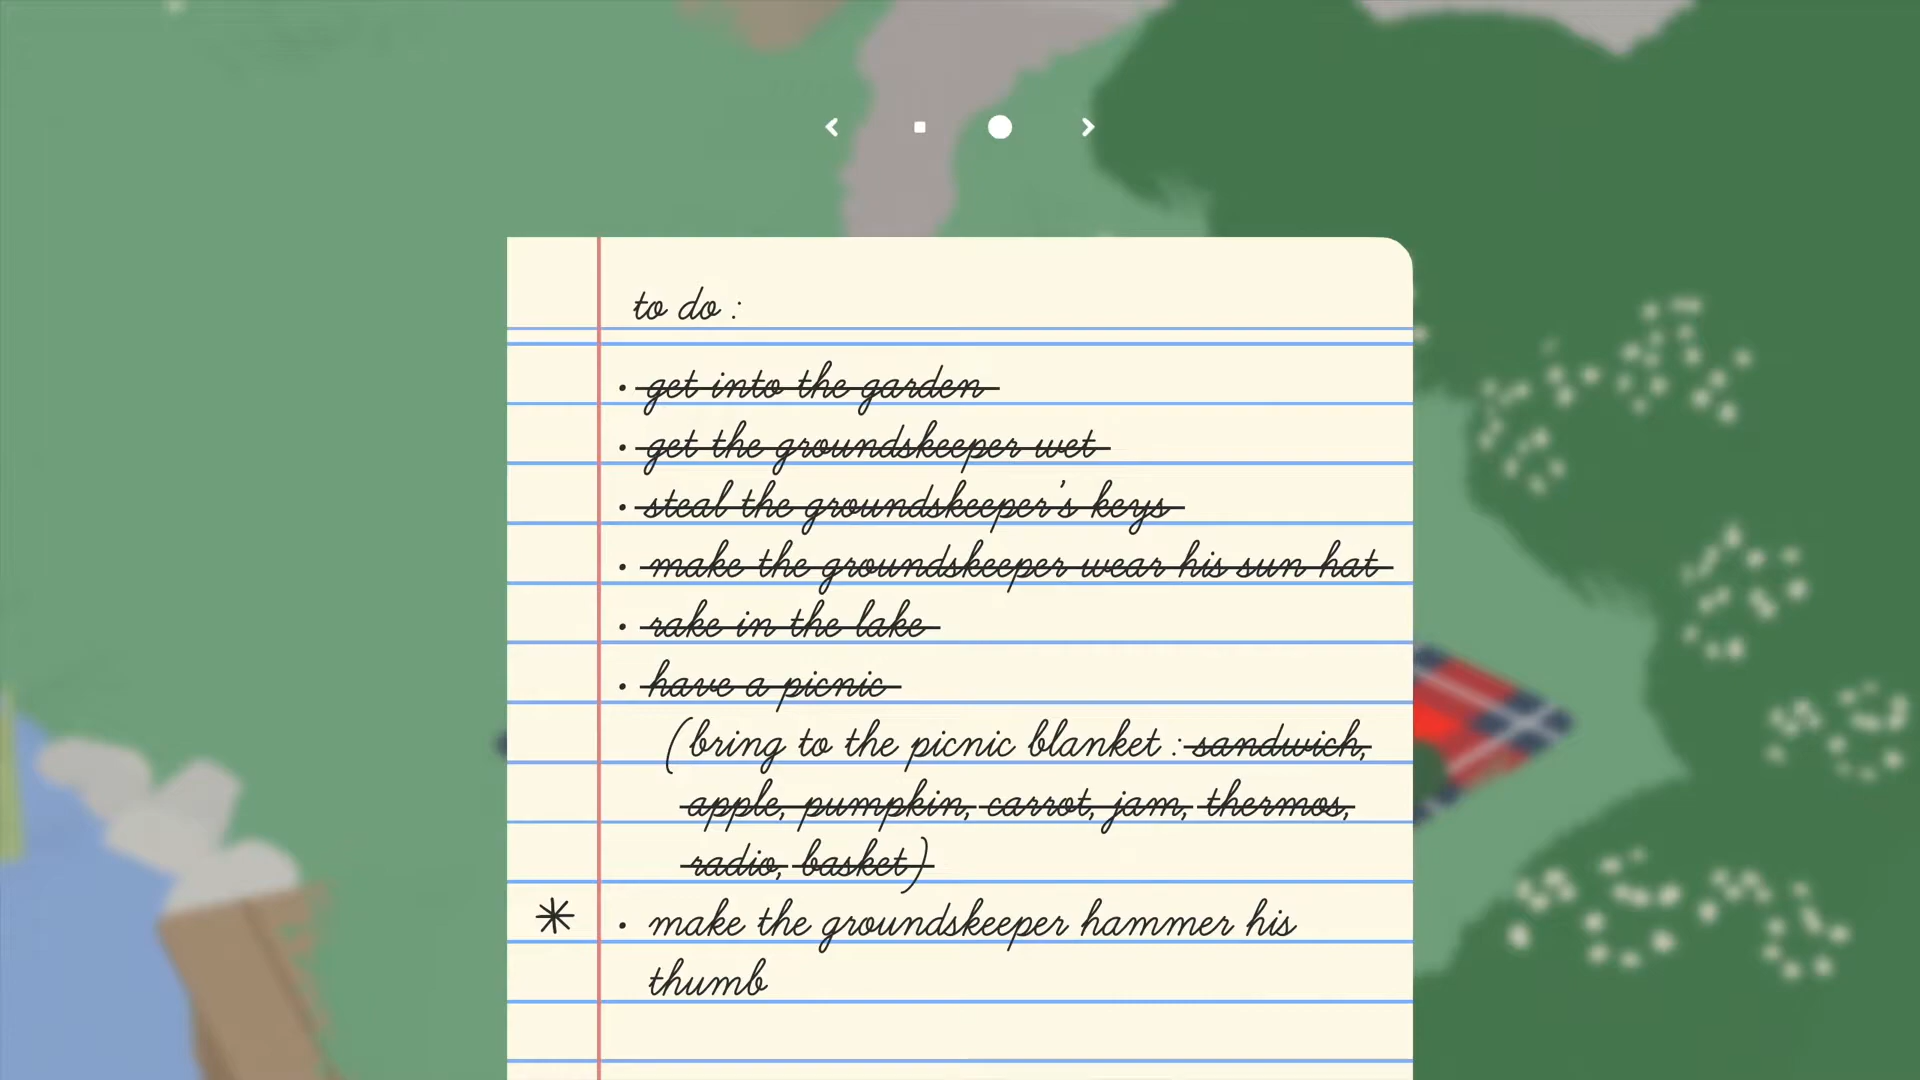 to do :
• get into the garden
• get the groundskeeper wet
• steal the groundskeeper's keys
• make the groundskeeper wear his sun hat
• rake in the lake
• have a picnic
(bring to the picnic blanket : sandwich,
apple, pumpkin, carrot, jam, thermos,
radio, basket)
* • make the groundskeeper hammer his
thumb